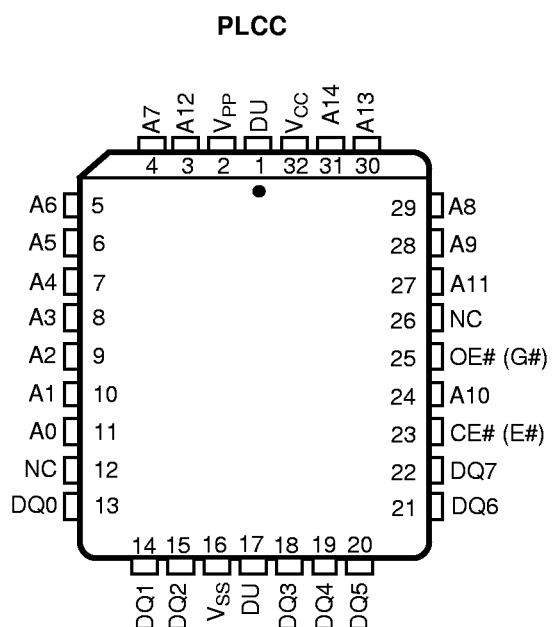 PLCC
A7 A12 VPP DU VCC A14 A13
4 3 2 1 32 31 30
A6 5 29 A8
A5 6 28 A9
A4 7 27 A11
A3 8 26 NC
A2 9 25 OE# (G#)
A1 10 24 A10
A0 11 23 CE# (E#)
NC 12 22 DQ7
DQ0 13 21 DQ6
14 15 16 17 18 19 20
DQ1 DQ2 VSS DU DQ3 DQ4 DQ5